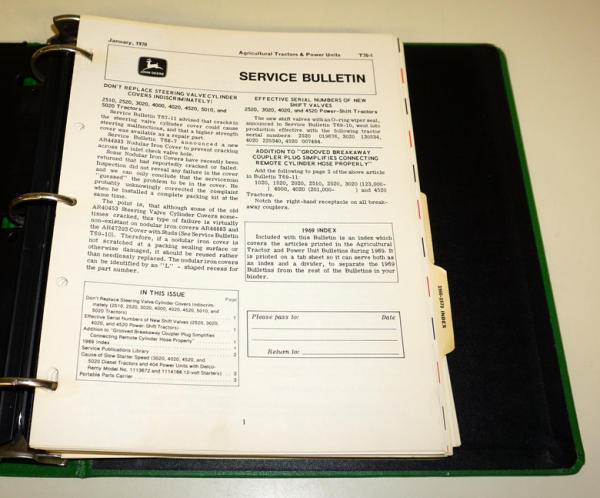 January, 1970
Agricultural Tractors & Power Units
T70-1
JOHN DEERE
SERVICE BULLETIN
DON'T REPLACE STEERING VALVE CYLINDER
COVERS INDISCRIMINATELY!
2510, 2520, 3020, 4000, 4020, 4520, 5010, and
5020 Tractors
Service Bulletin T67-11 advised that cracks in
the steering valve cylinder cover could cause
steering malfunctions, and that a higher strength
cover was available as a repair part.
Service Bulletin T68-7 announced a new
AR44883 Nodular Iron Cover to prevent cracking
across the inlet check valve hole.
Some Nodular Iron Covers have recently been
returned that had reportedly cracked or failed.
Inspection did not reveal any failure in the cover
and we can only conclude that the serviceman
"guessed" the problem to be in the cover. He
probably unknowingly corrected the complaint
when he installed a complete packing kit at the
same time.
The point is, that although some of the old
AR40453 Steering Valve Cylinder Covers some-
times cracked, this type of failure is virtually
non-existent on nodular iron covers AR44883 and
the AR47203 Cover with Studs (See Service Bulletin
T69-10). Therefore, if a nodular iron cover is
not scratched at a packing sealing surface or
otherwise damaged, it should be reused rather
than needlessly replaced. The nodular iron covers
can be identified by an "L" - shaped recess for
the part number.
IN THIS ISSUE
Page
Don't Replace Steering Valve Cylinder Covers Indiscrim-
inately (2510, 2520, 3020, 4000, 4020, 4520, 5010, and
5020 Tractors) 1
Effective Serial Numbers of New Shift Valves (2520, 3020,
4020, and 4520 Power-Shift Tractors) 1
Addition to "Grooved Breakaway Coupler Plug Simplifies
Connecting Remote Cylinder Hose Properly" 1
1969 Index 1
Service Publications Library 2
Cause of Slow Starter Speed (3020, 4020, 4520, and
5020 Diesel Tractors and 404 Power Units with Delco-
Remy Model No. 1113672 and 1114166 12-volt Starters) 3
Portable Parts Carrier 3
EFFECTIVE SERIAL NUMBERS OF NEW
SHIFT VALVES
2520, 3020, 4020, and 4520 Power-Shift Tractors
The new shift valves with an O-ring wiper seal,
announced in Service Bulletin T69-10, went into
production effective with the following tractor
serial numbers: 2520 019676, 3020 130034,
4020 225340, 4020 007494.
ADDITION TO "GROOVED BREAKAWAY
COUPLER PLUG SIMPLIFIES CONNECTING
REMOTE CYLINDER HOSE PROPERLY"
Add the following to page 2 of the above article
in Bulletin T69-11:
1020, 1520, 2020, 2510, 2520, 3020 (123,000-
), 4000, 4020 (201,000- ) and 4520
Tractors.
Notch the right-hand receptacle on all break-
away couplers.
1969 INDEX
Included with this Bulletin is an index which
covers the articles printed in the Agricultural
Tractor and Power Unit Bulletins during 1969. It
is printed on a tab sheet so it can serve both as
an index and a divider, to separate the 1969
Bulletins from the rest of the Bulletins in your
binder.
Please pass to:
Date
Return to:
1
INDEX